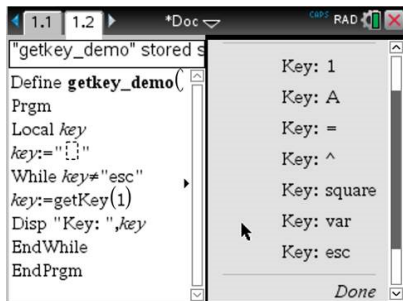 1.1 1.2 *Doc CAPS RAD
"getkey_demo" stored s
Define getkey_demo(
Prgm
Local key
key:=" "
While key≠"esc"
key:=getKey(1)
Disp "Key: ",key
EndWhile
EndPrgm
Key: 1
Key: A
Key: =
Key: ^
Key: square
Key: var
Key: esc
Done